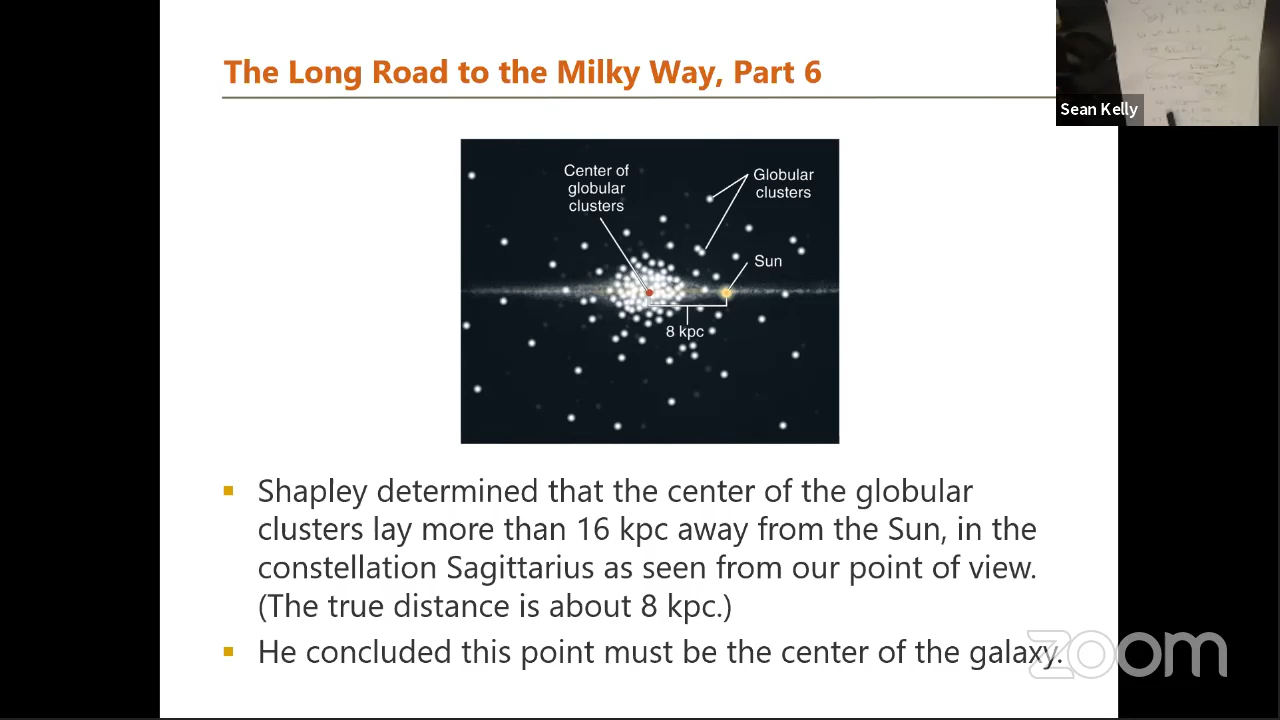 The Long Road to the Milky Way, Part 6
Sean Kelly
Center of
globular
clusters
Globular
clusters
Sun
8 kpc
▪ Shapley determined that the center of the globular
clusters lay more than 16 kpc away from the Sun, in the
constellation Sagittarius as seen from our point of view.
(The true distance is about 8 kpc.)
▪ He concluded this point must be the center of the galaxy.
zoom